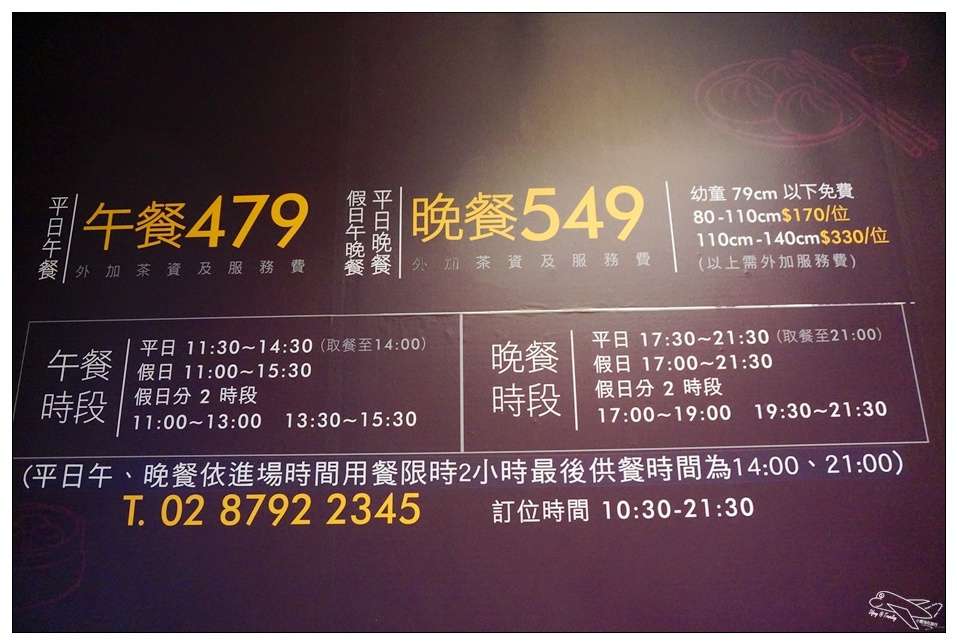 平日午餐
午餐479
外加茶資及服務費
假日午晚餐
平日晚餐
晚餐549
外加茶資及服務費
幼童 79cm 以下免費
80-110cm$170/位
110cm-140cm$330/位
(以上需外加服務費)
午餐
時段
平日 11:30~14:30 (取餐至14:00)
假日 11:00~15:30
假日分 2 時段
11:00~13:00 13:30~15:30
晚餐
時段
平日 17:30~21:30 (取餐至21:00)
假日 17:00~21:30
假日分 2 時段
17:00~19:00 19:30~21:30
(平日午、晚餐依進場時間用餐限時2小時最後供餐時間為14:00、21:00)
T. 02 8792 2345
訂位時間 10:30-21:30